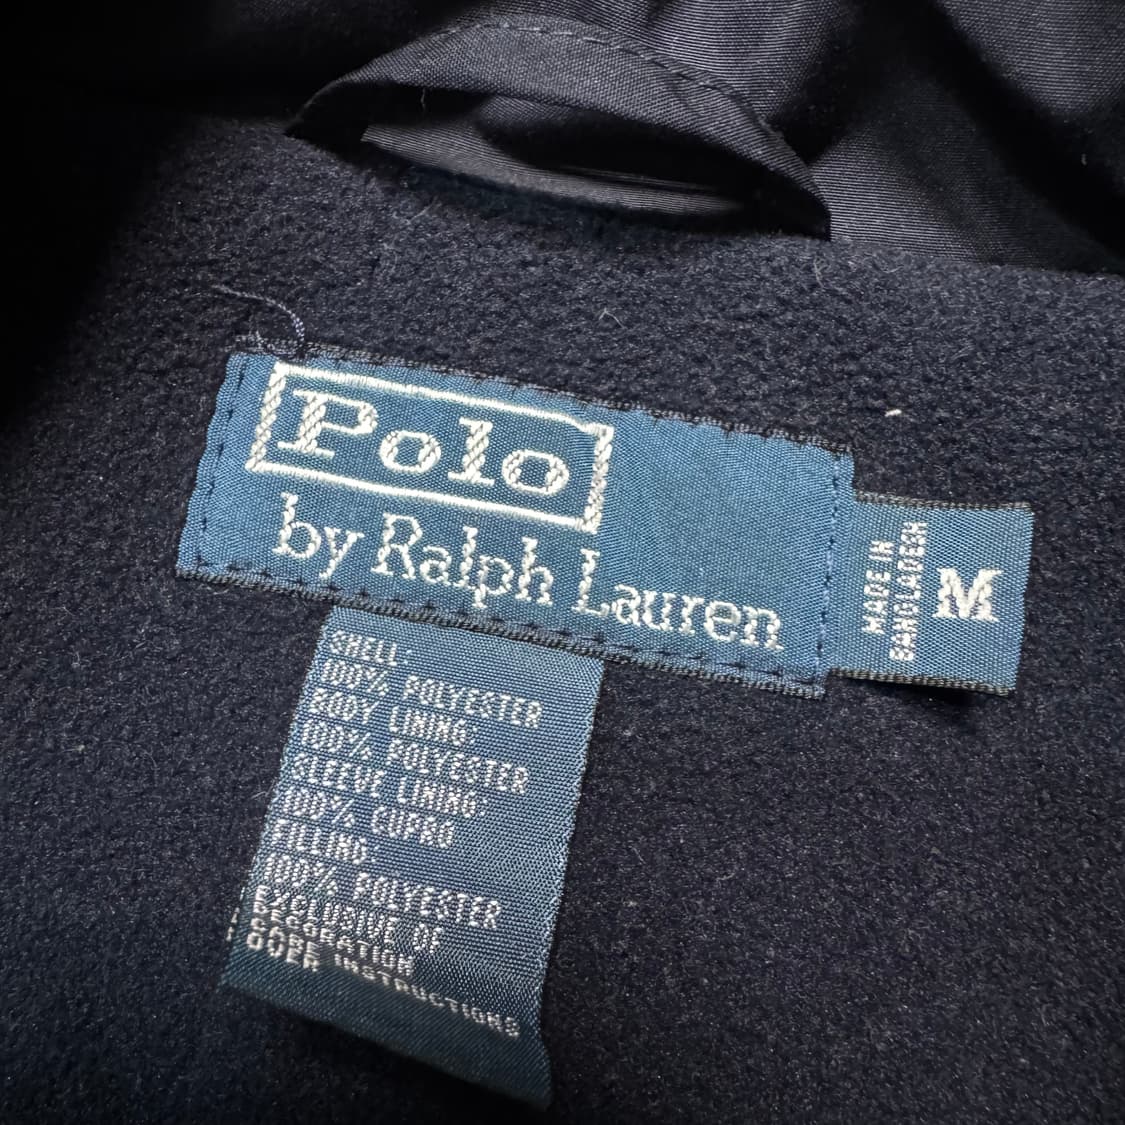 Polo
by Ralph Lauren
MADE IN
BANGLADESH
M
SHELL:
100% POLYESTER
BODY LINING:
100% POLYESTER
SLEEVE LINING:
100% CUPRO
FILLING:
100% POLYESTER
EXCLUSIVE OF
DECORATION
CARE INSTRUCTIONS
OVER